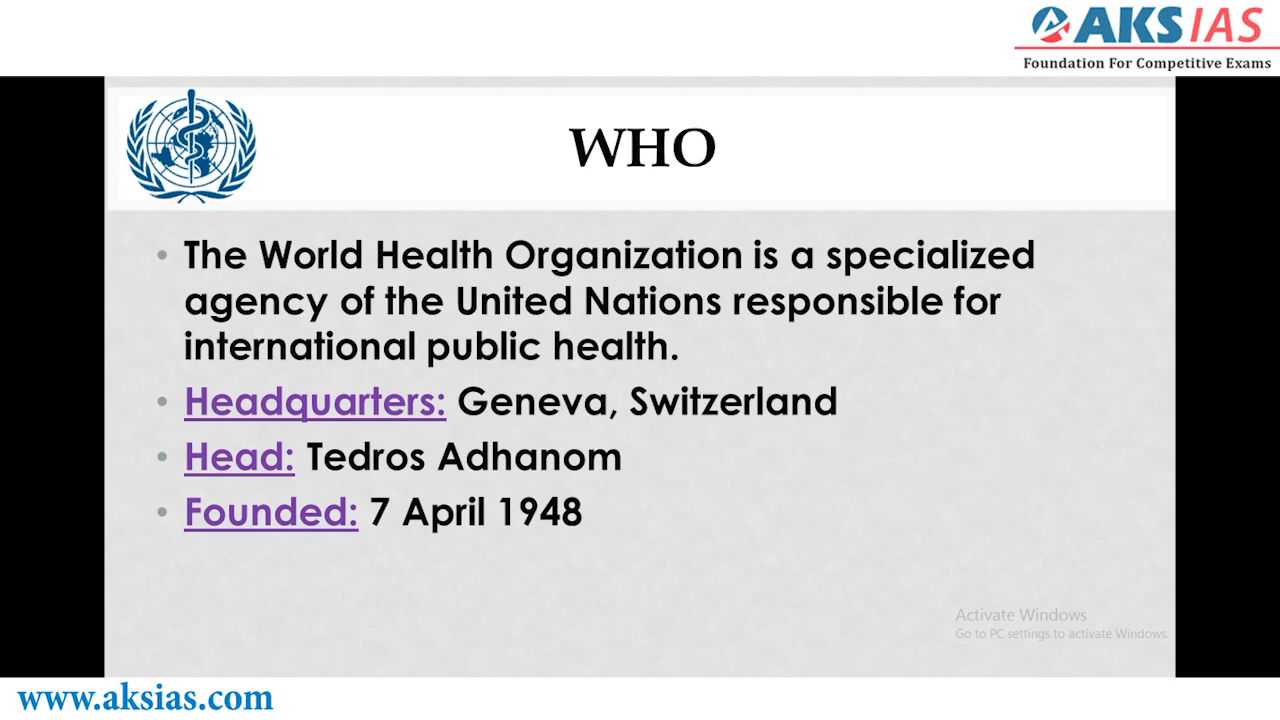 AKS IAS
Foundation For Competitive Exams
WHO
• The World Health Organization is a specialized
agency of the United Nations responsible for
international public health.
• Headquarters: Geneva, Switzerland
• Head: Tedros Adhanom
• Founded: 7 April 1948
Activate Windows
Go to PC settings to activate Windows.
www.aksias.com